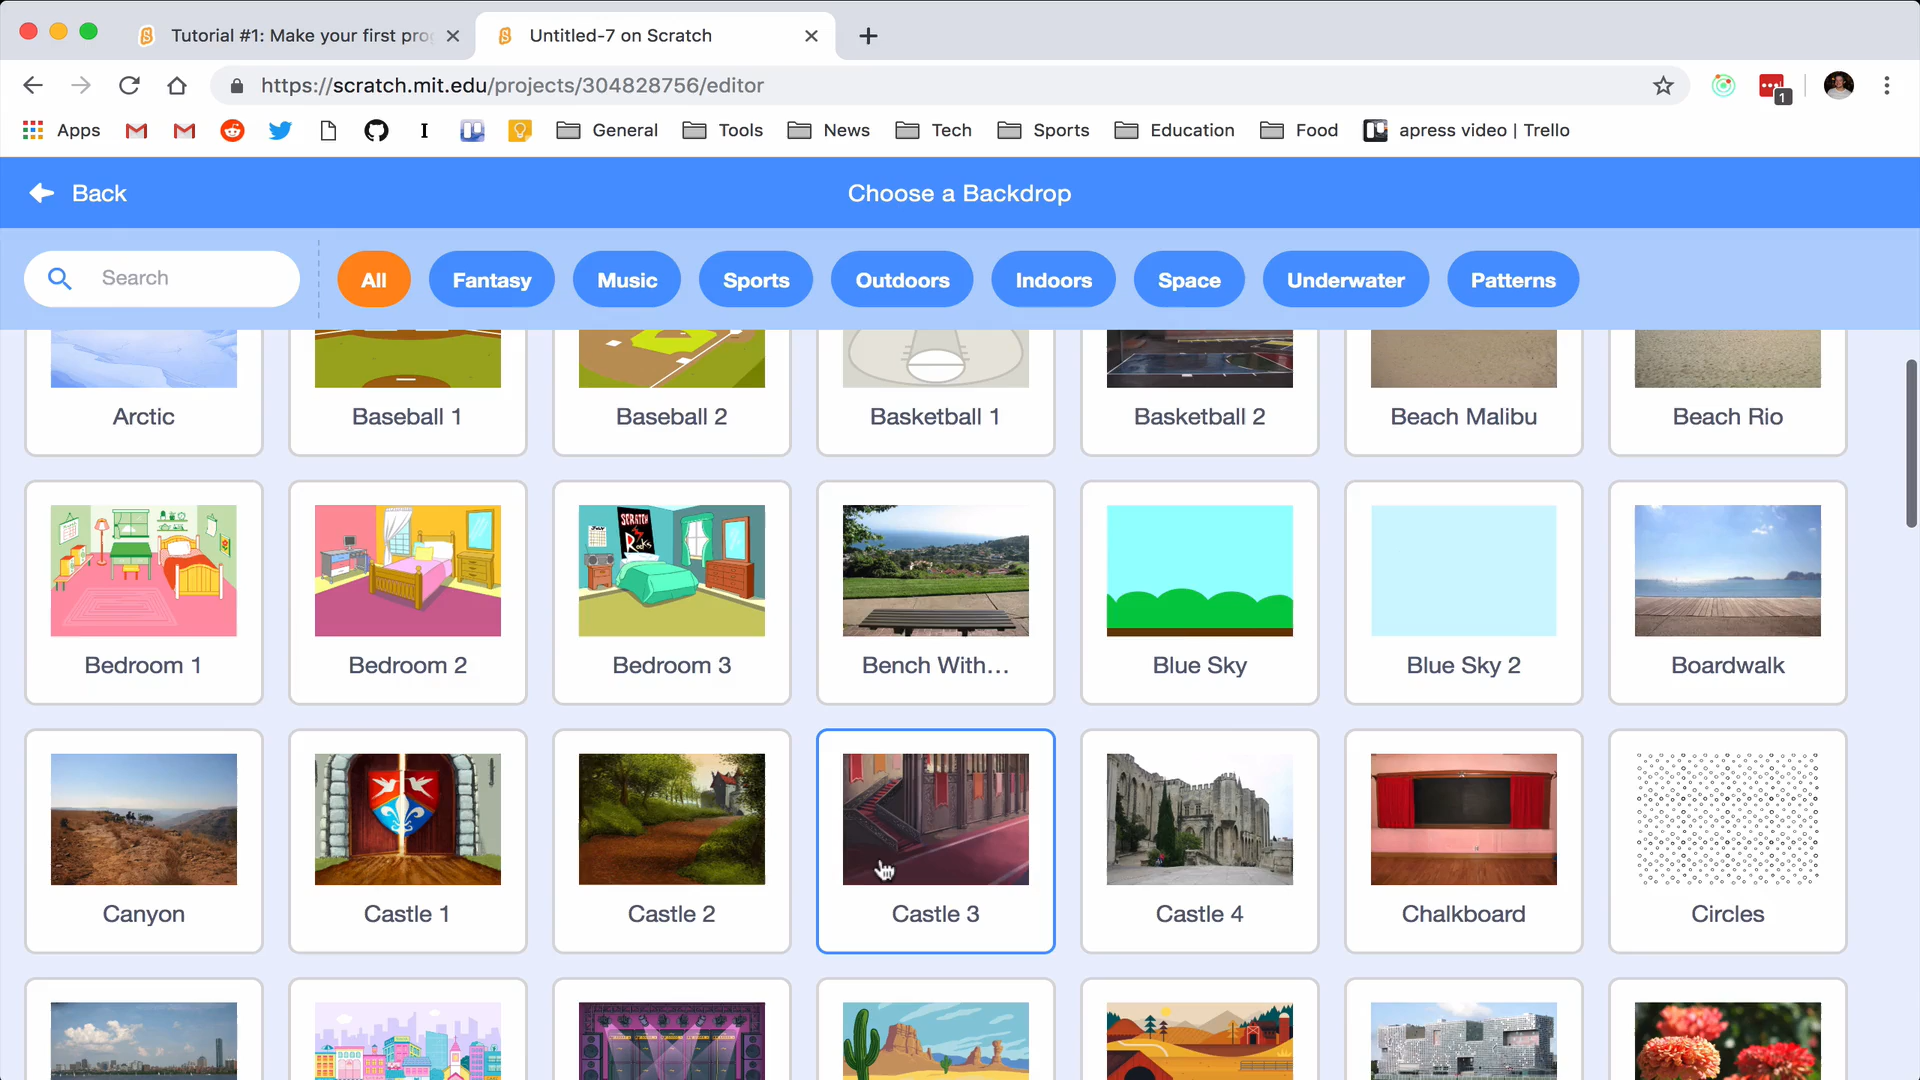 Tutorial #1: Make your first pro
Untitled-7 on Scratch
https://scratch.mit.edu/projects/304828756/editor
1
Apps
General
Tools
News
Tech
Sports
Education
Food
apress video | Trello
Back
Choose a Backdrop
Search
All
Fantasy
Music
Sports
Outdoors
Indoors
Space
Underwater
Patterns
Arctic
Baseball 1
Baseball 2
Basketball 1
Basketball 2
Beach Malibu
Beach Rio
SCRATCH
Rocks
Bedroom 1
Bedroom 2
Bedroom 3
Bench With...
Blue Sky
Blue Sky 2
Boardwalk
Canyon
Castle 1
Castle 2
Castle 3
Castle 4
Chalkboard
Circles